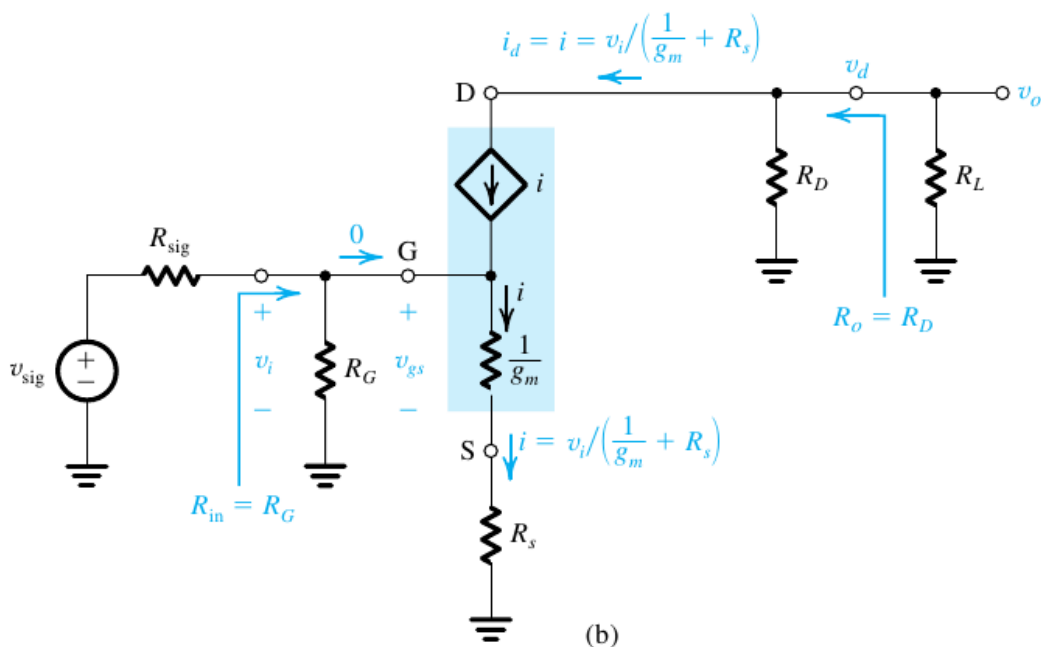 i_d = i = v_i/(1/g_m + R_s)
v_d
D
v_o
i
R_D
R_L
R_sig
0
G
i
R_o = R_D
+
+
+
−
v_sig
v_i
R_G
v_gs
1/g_m
−
−
S
i = v_i/(1/g_m + R_s)
R_in = R_G
R_s
(b)